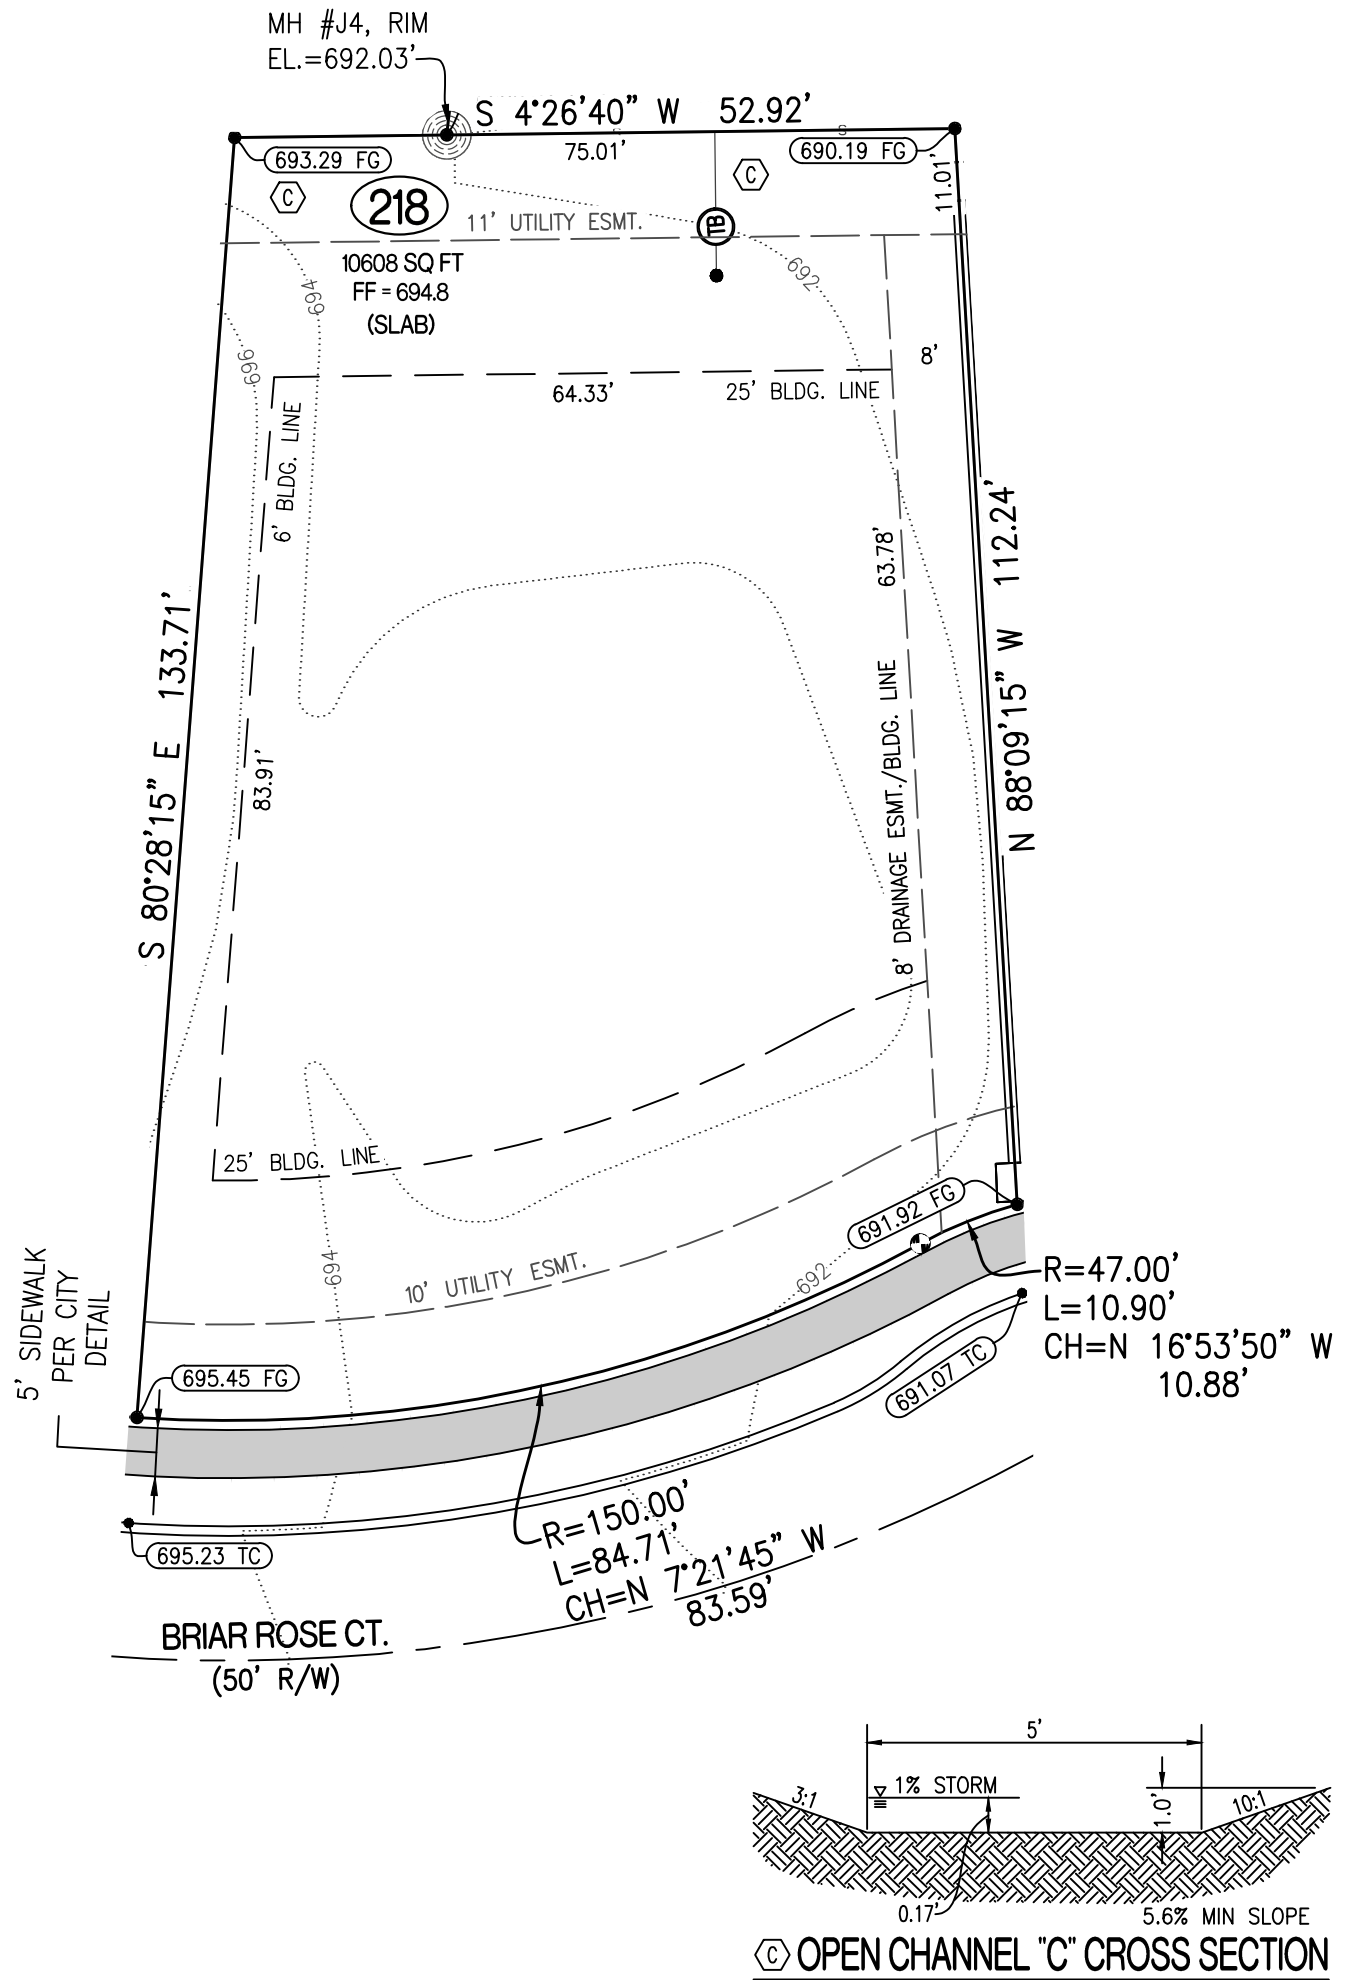 MH #J4, RIM
EL.=692.03'
S 4°26'40" W 52.92'
S
S
75.01'
693.29 FG
690.19 FG
C
C
218
11' UTILITY ESMT.
TB
11.01'
10608 SQ FT
FF = 694.8
(SLAB)
694
692
696
8'
64.33'
25' BLDG. LINE
6' BLDG. LINE
63.78'
N 88°09'15" W 112.24'
S 80°28'15" E 133.71'
83.91'
8' DRAINAGE ESMT./BLDG. LINE
25' BLDG. LINE
691.92 FG
694
692
10' UTILITY ESMT.
5' SIDEWALK
PER CITY
DETAIL
R=47.00'
L=10.90'
CH=N 16°53'50" W
10.88'
695.45 FG
691.07 TC
R=150.00'
L=84.71'
CH=N 7°21'45" W
83.59'
695.23 TC
BRIAR ROSE CT.
(50' R/W)
5'
3:1
1% STORM
1.0'
10:1
0.17'
5.6% MIN SLOPE
C OPEN CHANNEL "C" CROSS SECTION